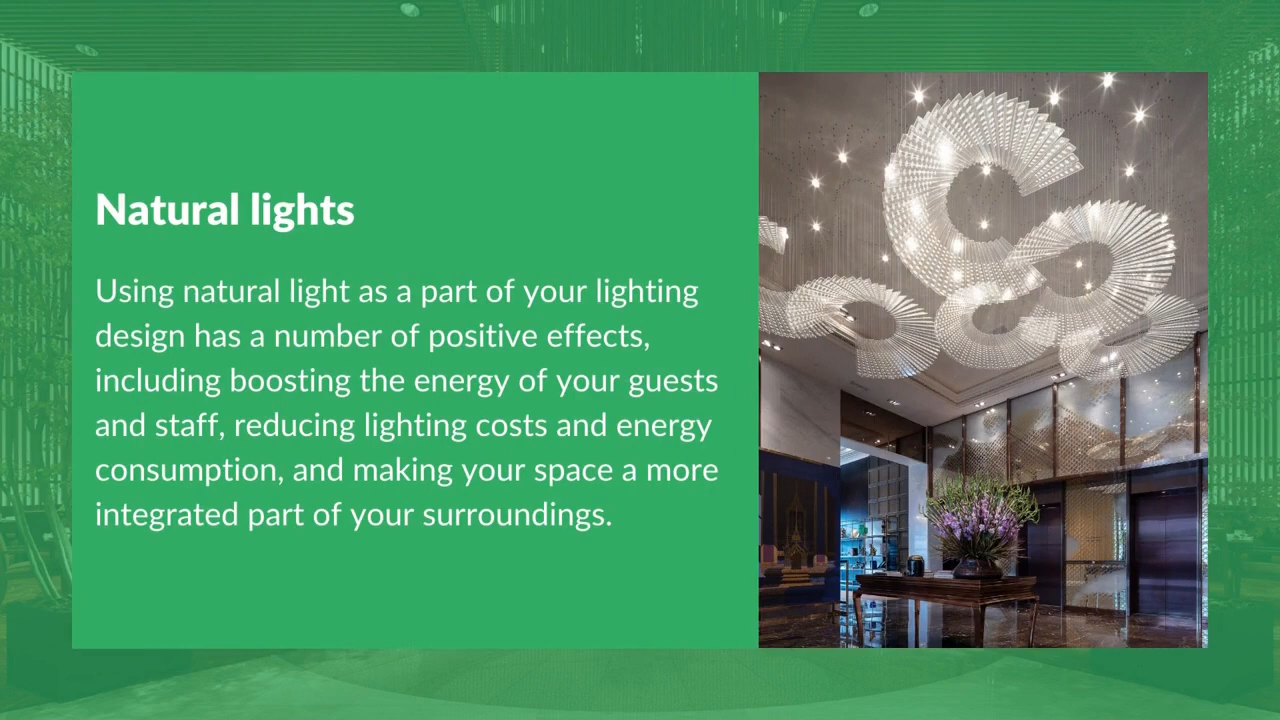 Natural lights
Using natural light as a part of your lighting
design has a number of positive effects,
including boosting the energy of your guests
and staff, reducing lighting costs and energy
consumption, and making your space a more
integrated part of your surroundings.